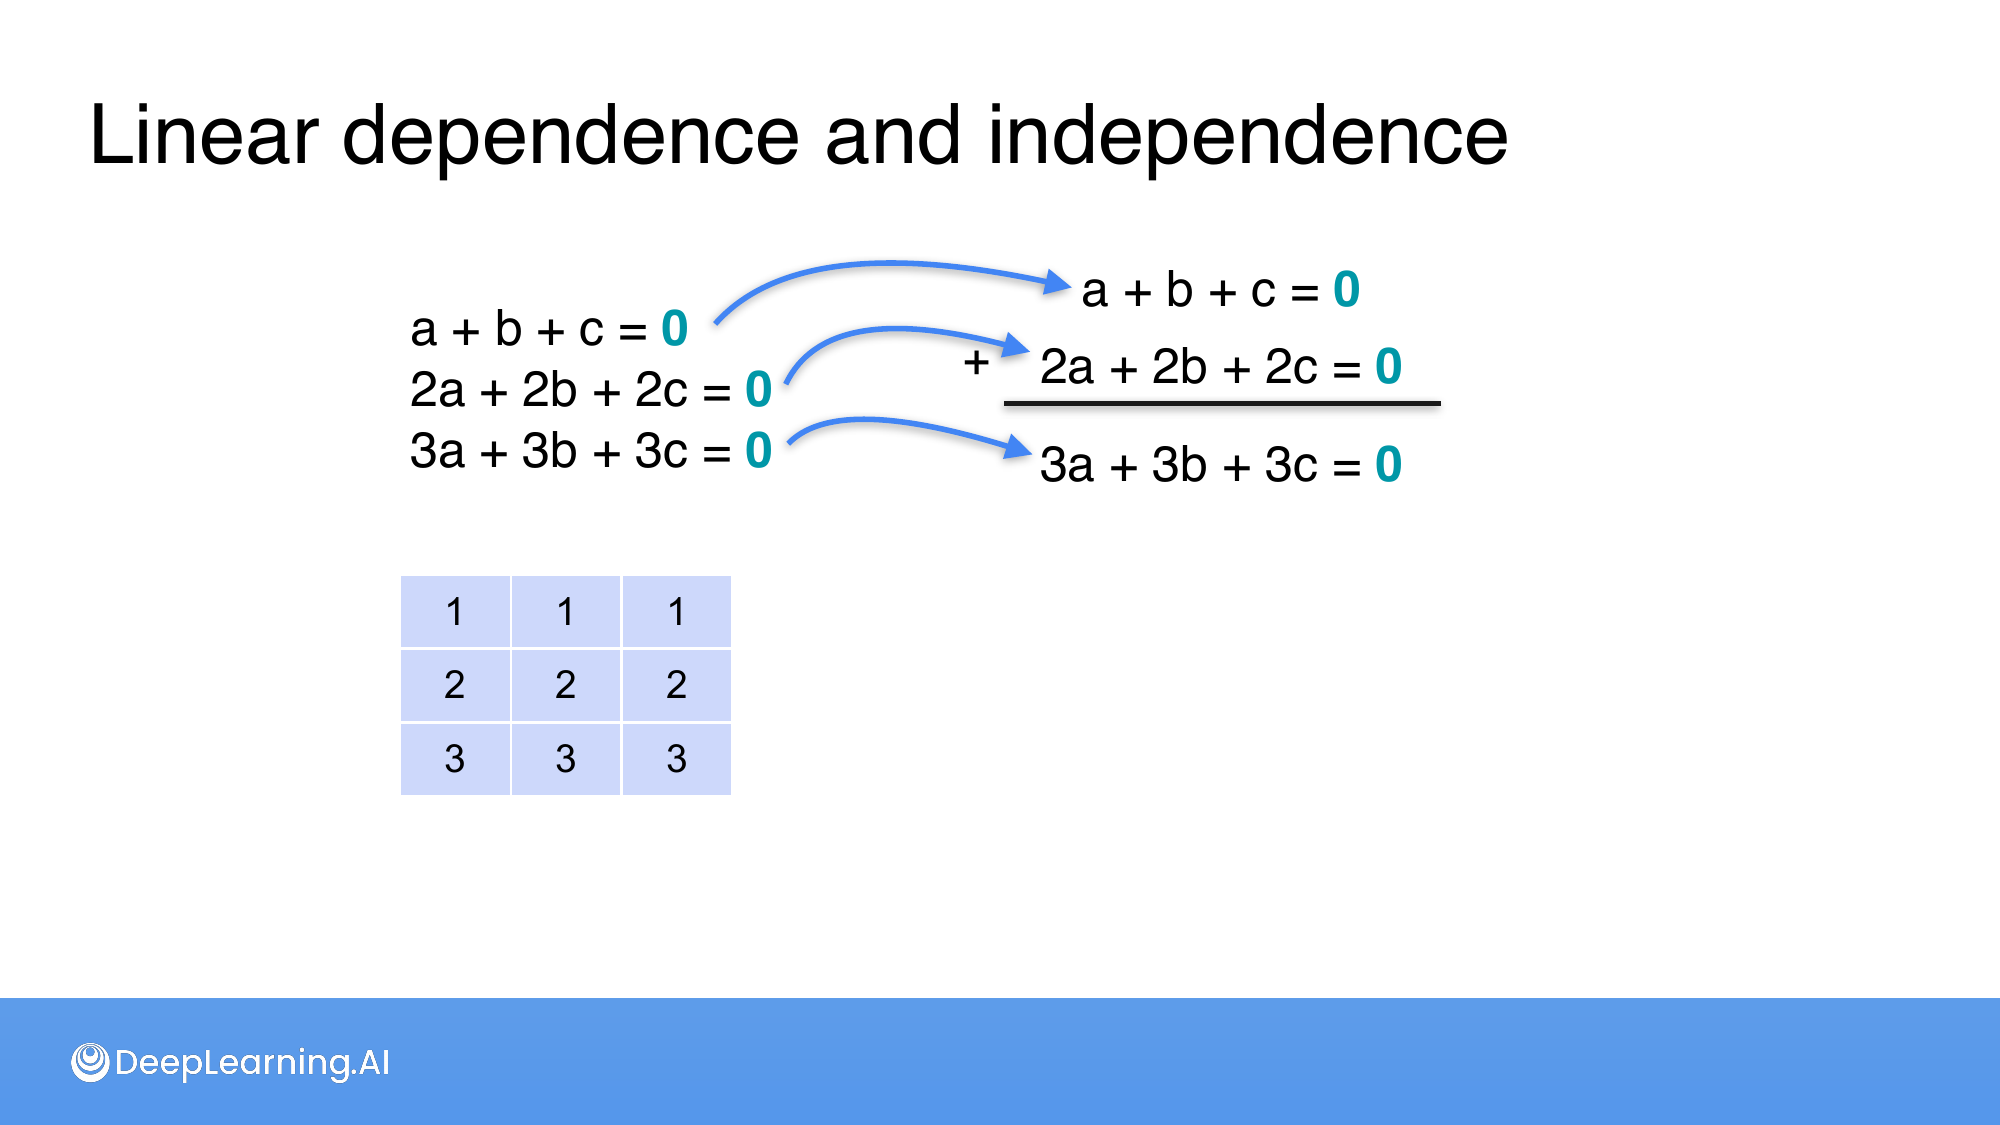 Linear dependence and independence
a + b + c = 0
2a + 2b + 2c = 0
3a + 3b + 3c = 0
a + b + c = 0
+ 2a + 2b + 2c = 0
3a + 3b + 3c = 0
1 1 1
2 2 2
3 3 3
DeepLearning.AI